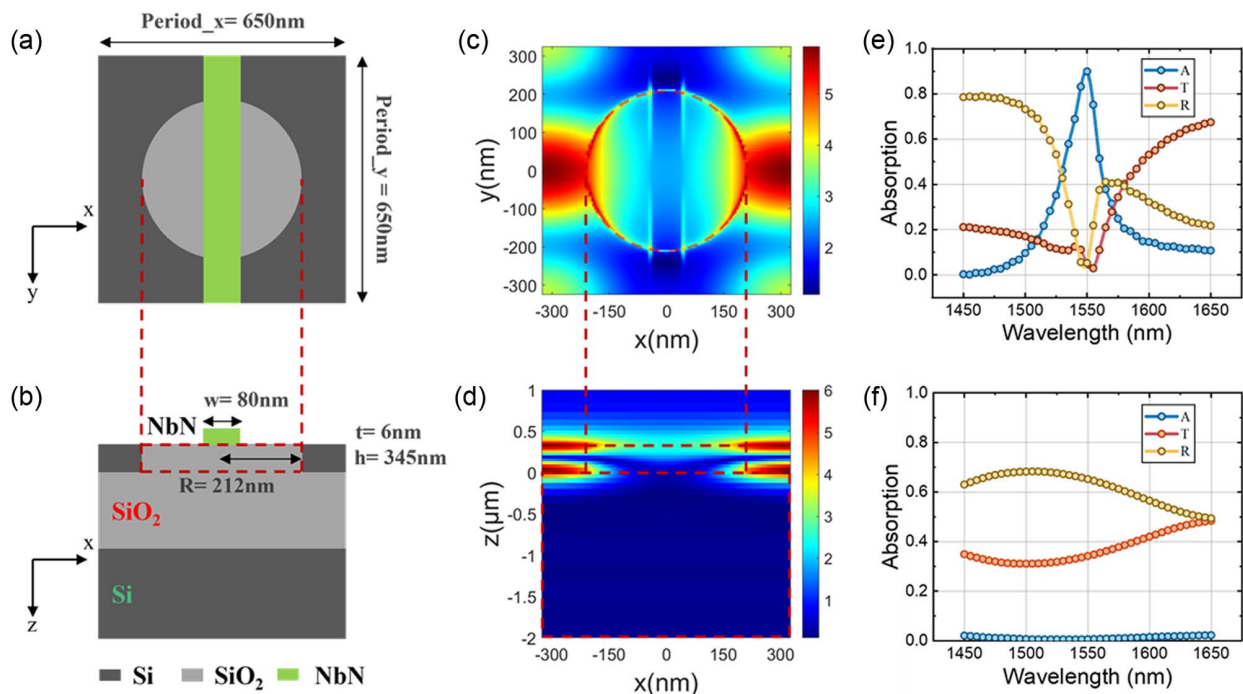 (a)
Period_x= 650nm
Period_y = 650nm
x
y
(b)
w= 80nm
NbN
t= 6nm
h= 345nm
R= 212nm
SiO2
Si
x
z
Si SiO2 NbN
(c)
300
200
100
0
-100
-200
-300
y(nm)
-300 -150 0 150 300
x(nm)
5
4
3
2
(d)
1
0.5
0
-0.5
-1
-1.5
-2
z(μm)
-300 -150 0 150 300
x(nm)
6
5
4
3
2
1
(e)
1.0
0.8
0.6
0.4
0.2
0.0
Absorption
A
T
R
1450 1500 1550 1600 1650
Wavelength (nm)
(f)
1.0
0.8
0.6
0.4
0.2
0.0
Absorption
A
T
R
1450 1500 1550 1600 1650
Wavelength (nm)